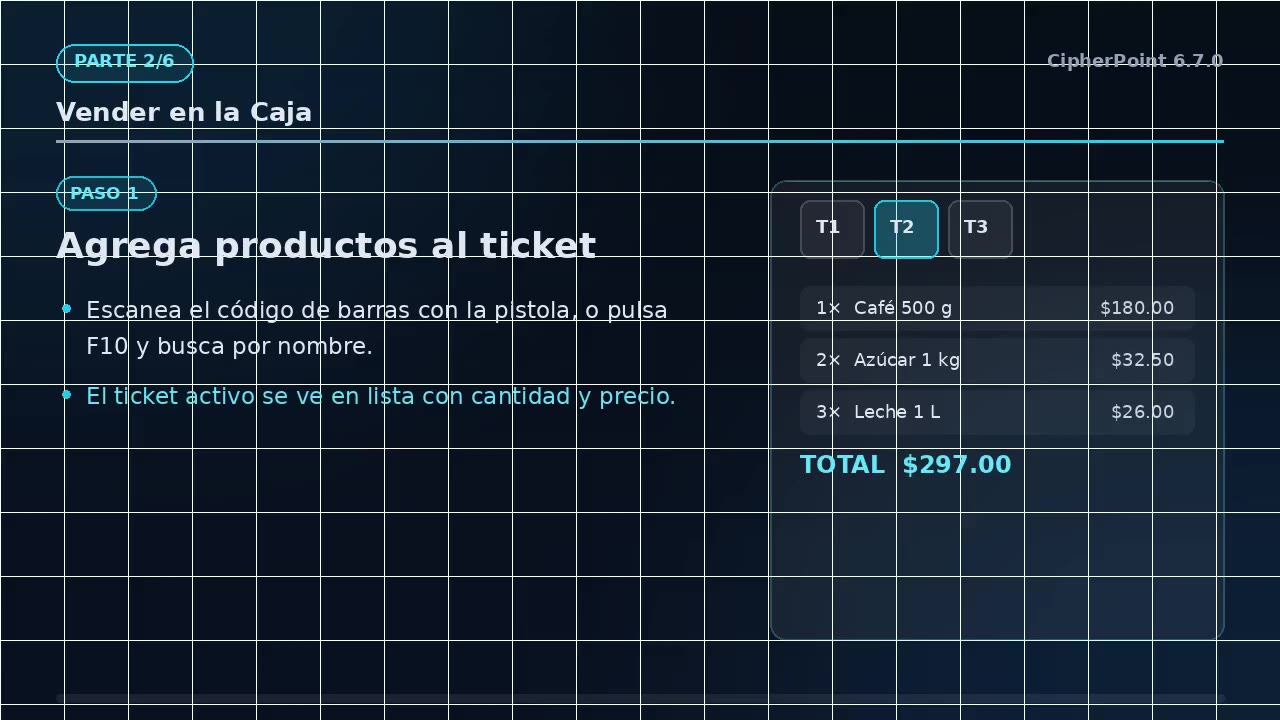 PARTE 2/6
CipherPoint 6.7.0
Vender en la Caja
PASO 1
Agrega productos al ticket
Escanea el código de barras con la pistola, o pulsa
F10 y busca por nombre.
El ticket activo se ve en lista con cantidad y precio.
T1 T2 T3
1× Café 500 g $180.00
2× Azúcar 1 kg $32.50
3× Leche 1 L $26.00
TOTAL $297.00